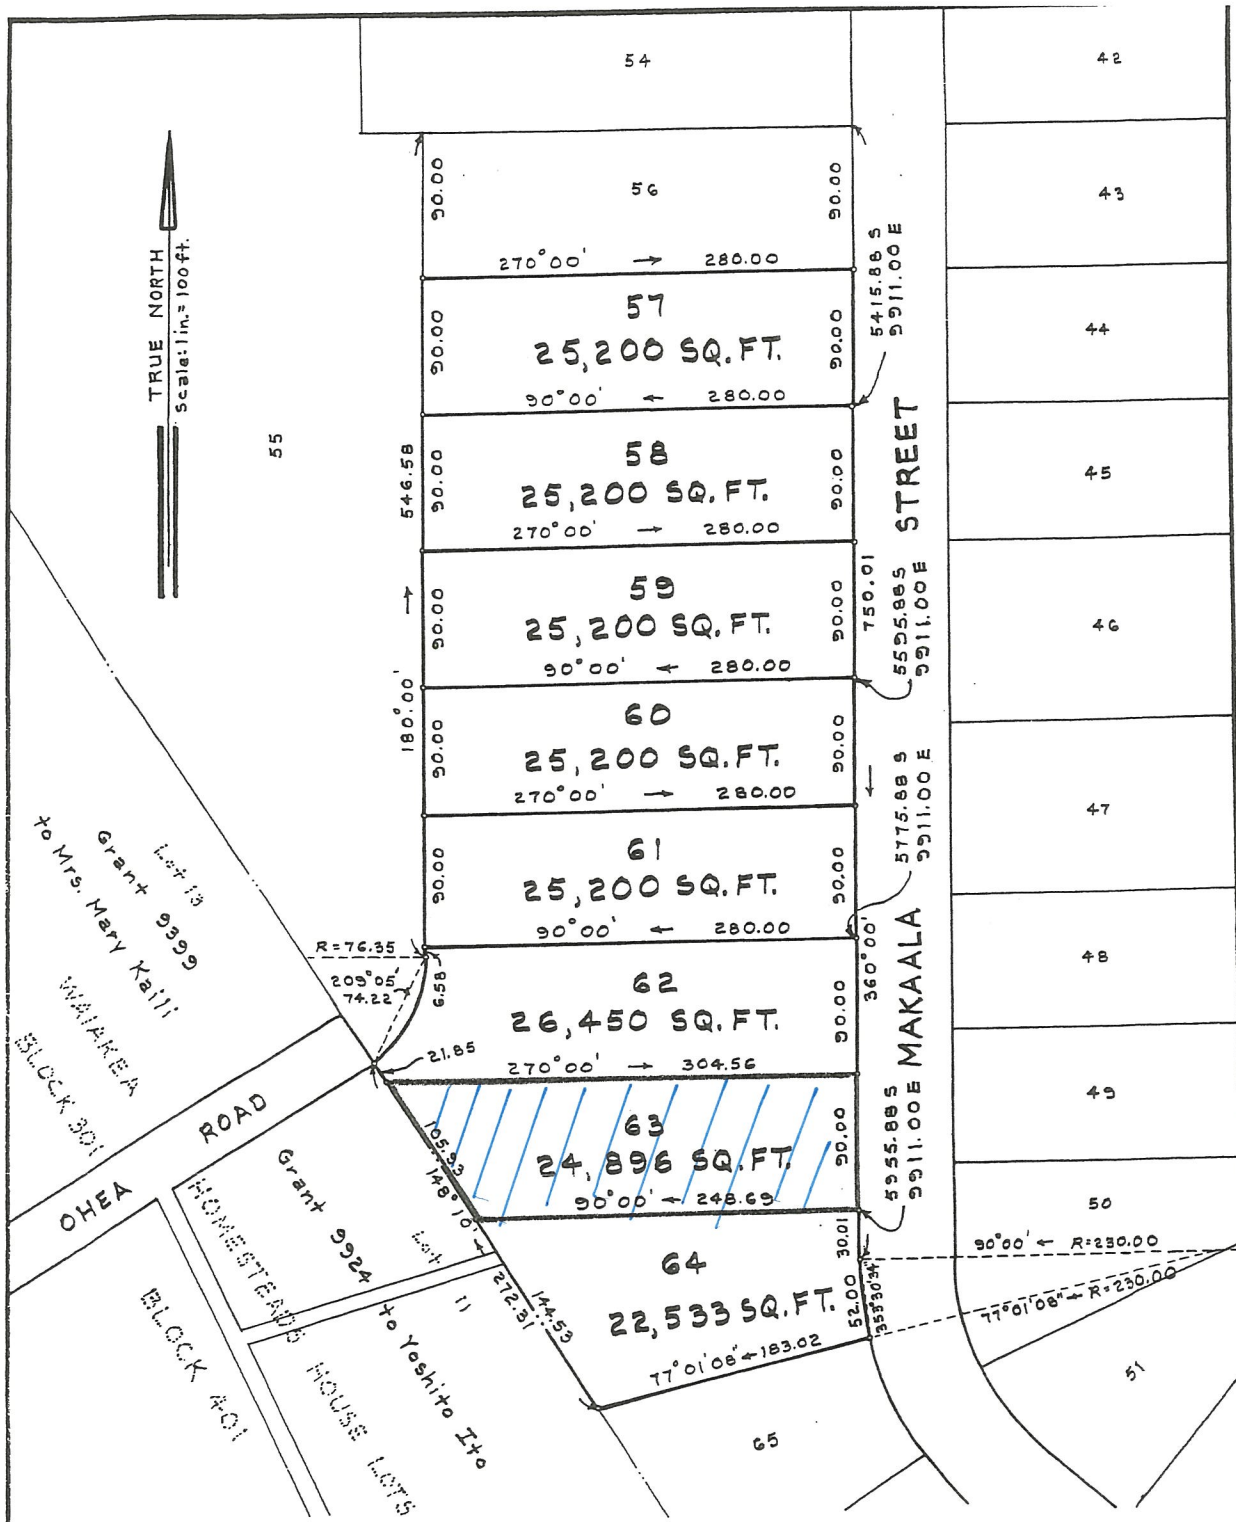 54
42
TRUE NORTH
scale: 1 in. = 100 ft.
90.00
56
90.00
43
270°00' → 280.00
5415.88 S
9911.00 E
57
25,200 SQ. FT.
90.00
90.00
44
90°00' ← 280.00
55
58
25,200 SQ. FT.
546.58
90.00
90.00
45
270°00' → 280.00
STREET
59
25,200 SQ. FT.
90.00
90.00
750.01
5595.88 S
9911.00 E
46
90°00' ← 280.00
180°00'
60
25,200 SQ. FT.
90.00
90.00
270°00' → 280.00
5775.88 S
9911.00 E
47
61
25,200 SQ. FT.
90.00
90.00
90°00' ← 280.00
Lot 13
Grant 9399
to Mrs. Mary Kaili
WAIAKEA
BLOCK 301
R=76.35
209°05'
74.22
6.58
62
26,450 SQ. FT.
90.00
360°00'
MAKAALA
48
21.85
270°00' → 304.56
OHEA ROAD
63
24,896 SQ. FT.
105.93
148°10'
90.00
5955.88 S
9911.00 E
49
90°00' ← 248.69
50
90°00' ← R=230.00
Grant 9924 to Yoshito Ito
Lot 11
HOMESTEAD HOUSE LOTS
BLOCK 401
64
22,533 SQ. FT.
30.01
52.00
353°30'34"
77°01'08" ← R=230.00
272.31
144.53
77°01'08" ← 183.02
51
65